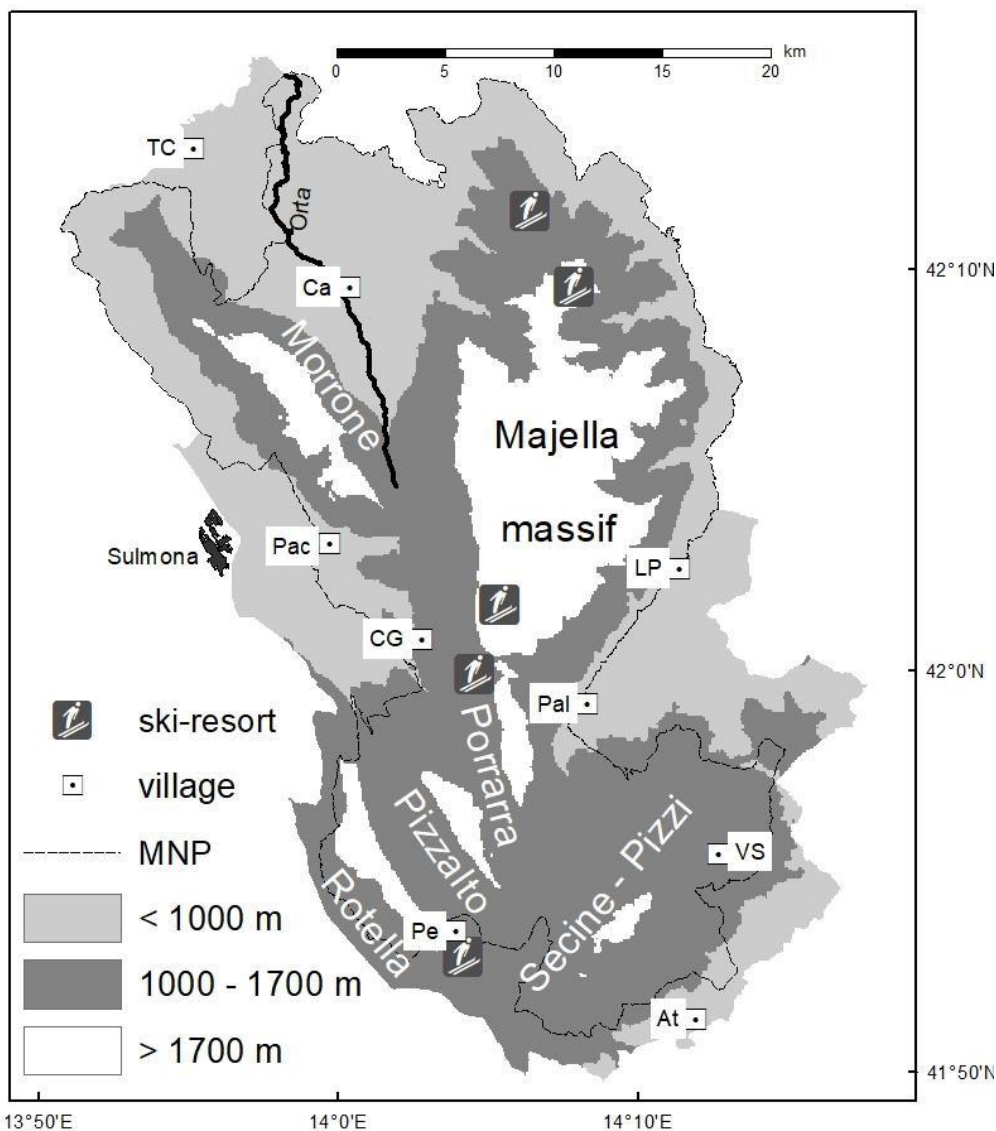 km
0 5 10 15 20
TC
Orta
42°10'N
Ca
Morrone
Majella
massif
Sulmona
Pac
LP
CG
42°0'N
Pal
ski-resort
Porrarra
village
Pizzalto
Secine - Pizzi
VS
MNP
Rotella
< 1000 m
Pe
1000 - 1700 m
At
> 1700 m
41°50'N
13°50'E 14°0'E 14°10'E